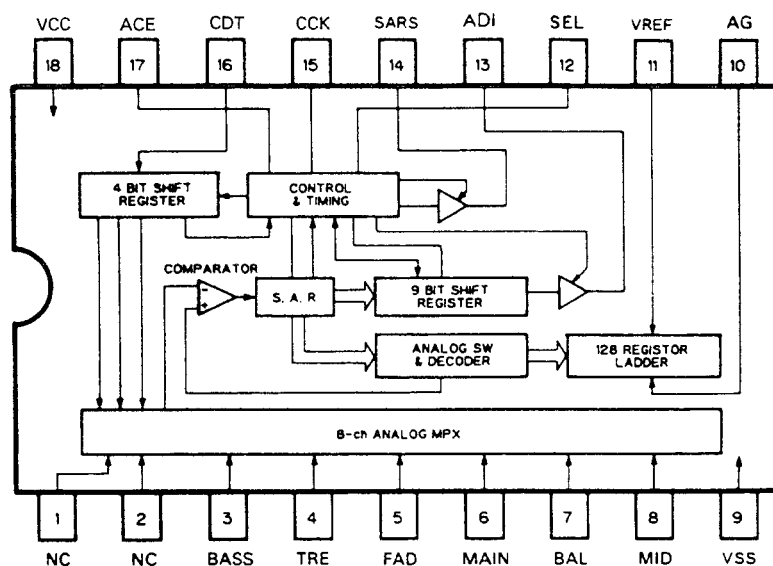 VCC ACE CDT CCK SARS ADI SEL VREF AG
18 17 16 15 14 13 12 11 10
4 BIT SHIFT
REGISTER
CONTROL
& TIMING
COMPARATOR
-
+
S. A. R
9 BIT SHIFT
REGISTER
ANALOG SW
& DECODER
128 REGISTOR
LADDER
8-ch ANALOG MPX
1 2 3 4 5 6 7 8 9
NC NC BASS TRE FAD MAIN BAL MID VSS